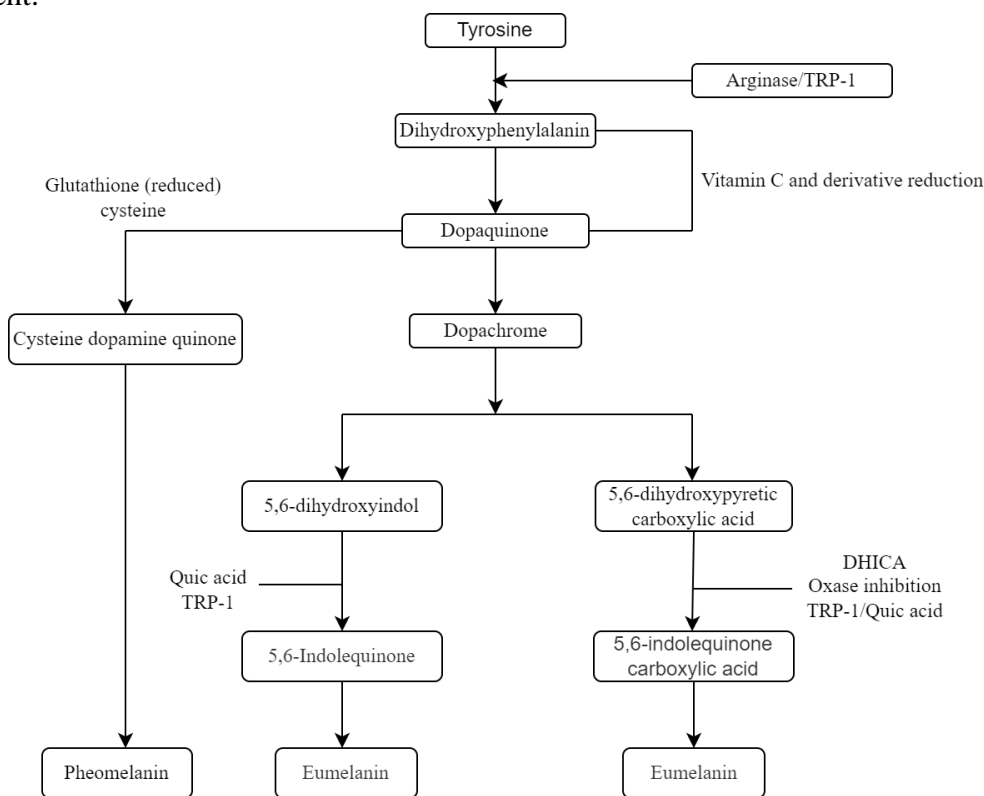 ent.
Tyrosine
Arginase/TRP-1
Dihydroxyphenylalanin
Vitamin C and derivative reduction
Glutathione (reduced)
cysteine
Dopaquinone
Cysteine dopamine quinone
Dopachrome
5,6-dihydroxyindol
5,6-dihydroxypyretic
carboxylic acid
Quic acid
TRP-1
DHICA
Oxase inhibition
TRP-1/Quic acid
5,6-Indolequinone
5,6-indolequinone
carboxylic acid
Pheomelanin
Eumelanin
Eumelanin